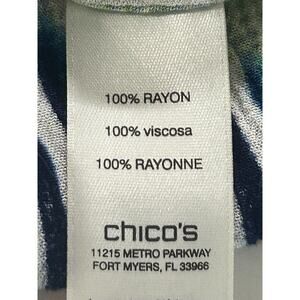 100% RAYON
100% viscosa
100% RAYONNE
chico's
11215 METRO PARKWAY
FORT MYERS, FL 33966